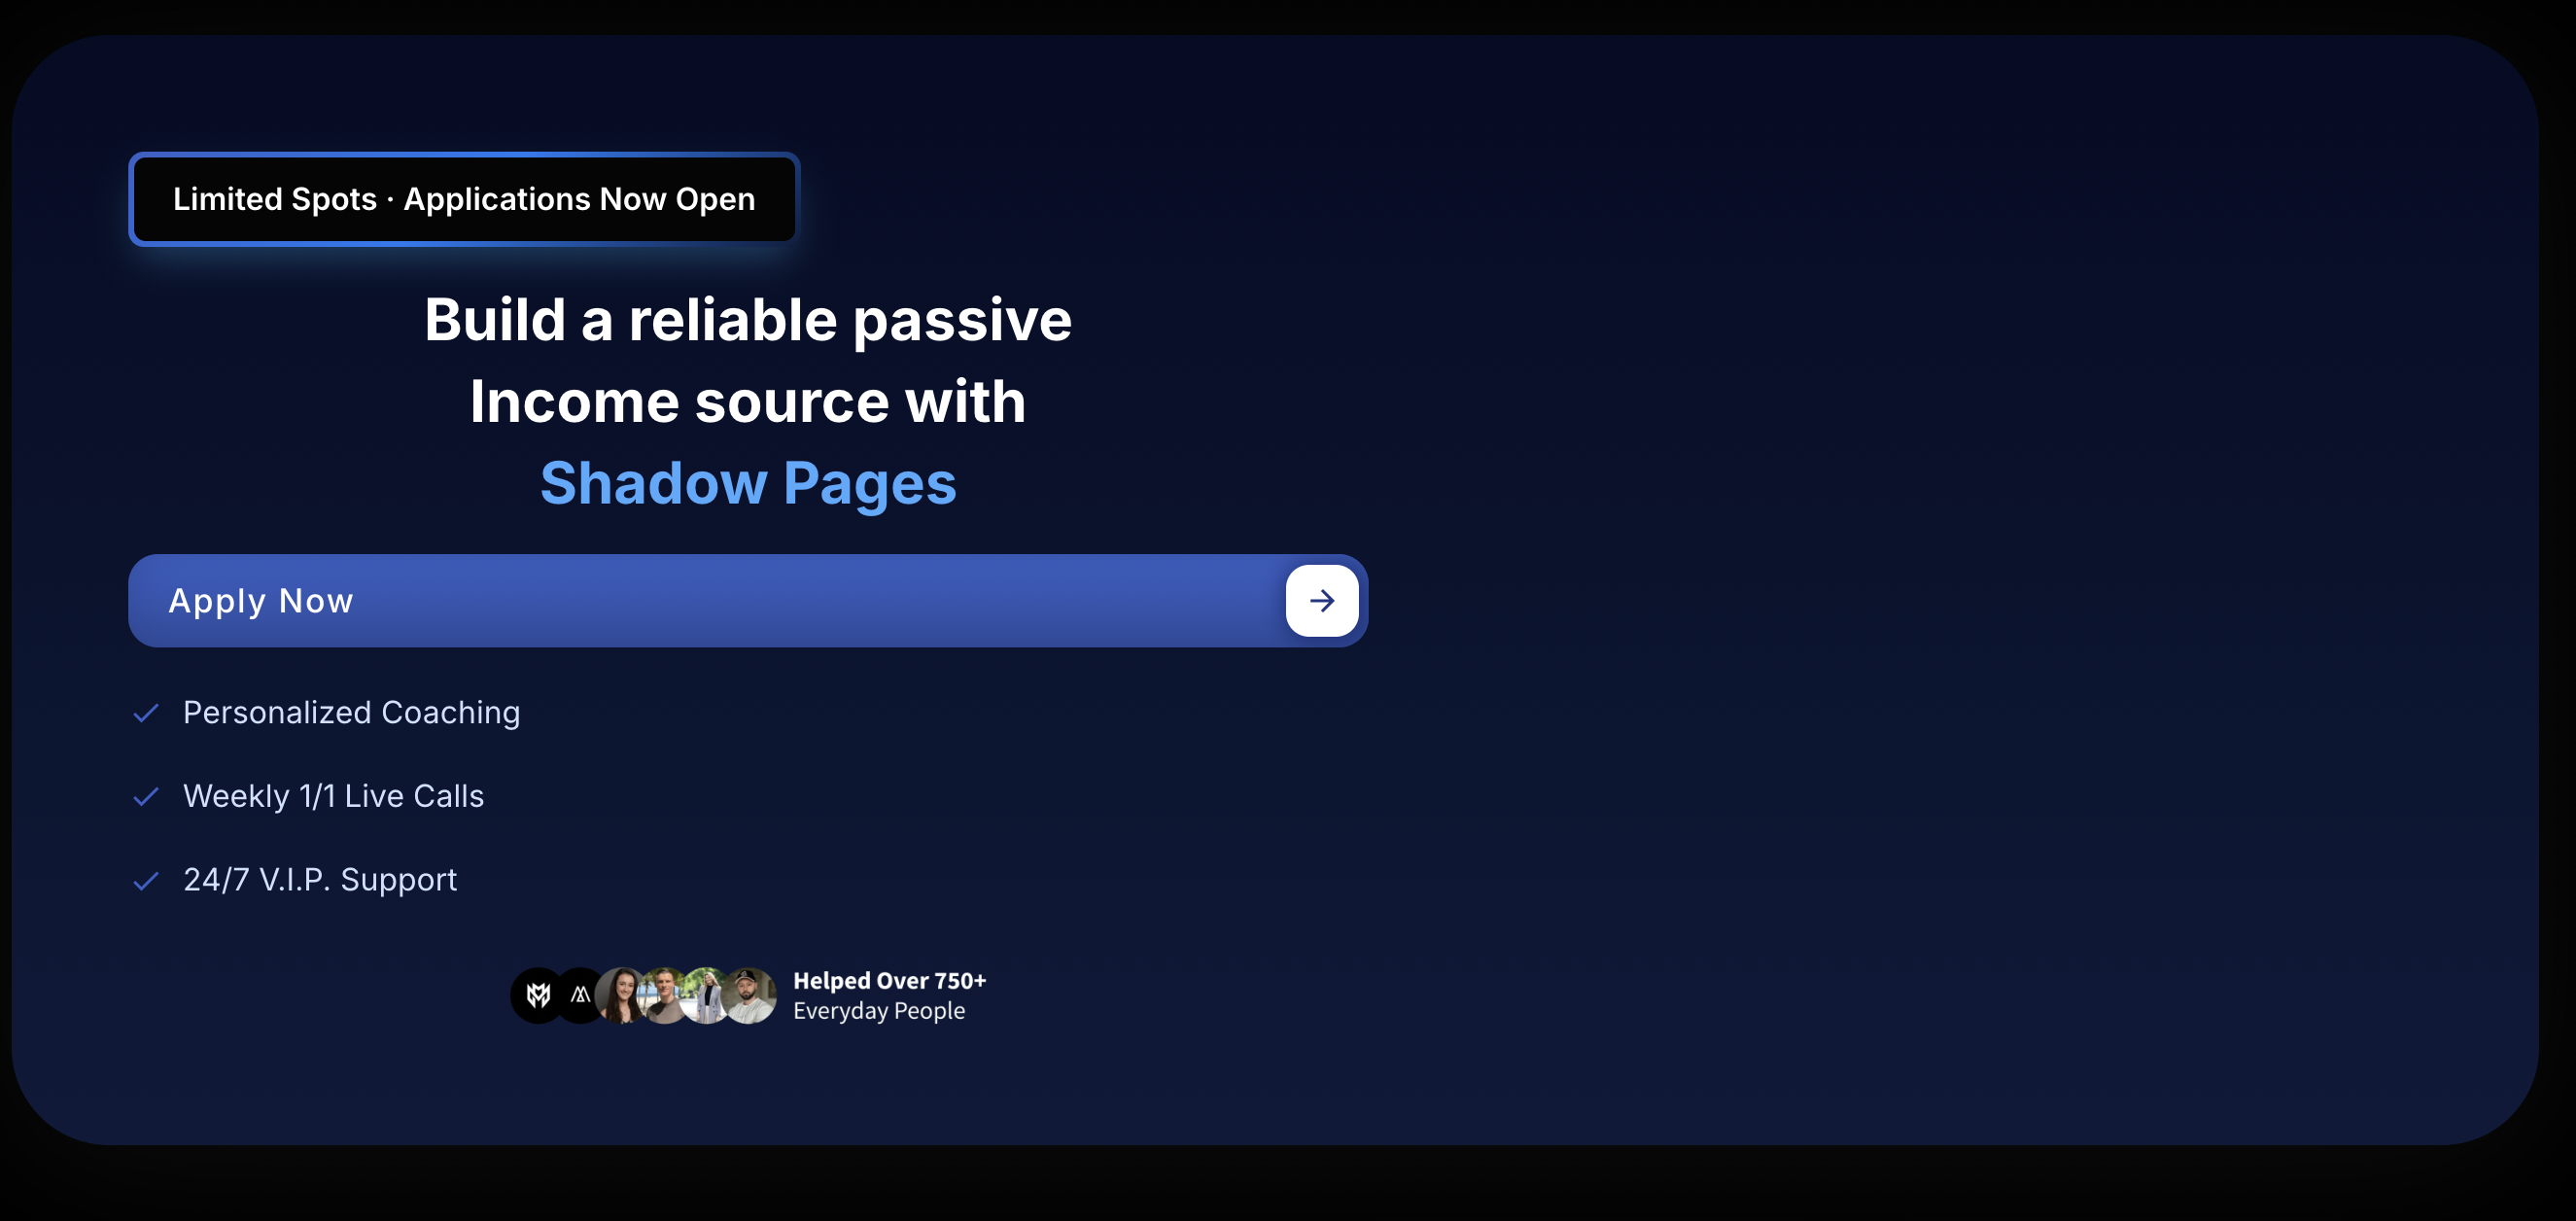 Limited Spots · Applications Now Open
Build a reliable passive
Income source with
Shadow Pages
Apply Now
Personalized Coaching
Weekly 1/1 Live Calls
24/7 V.I.P. Support
Helped Over 750+
Everyday People